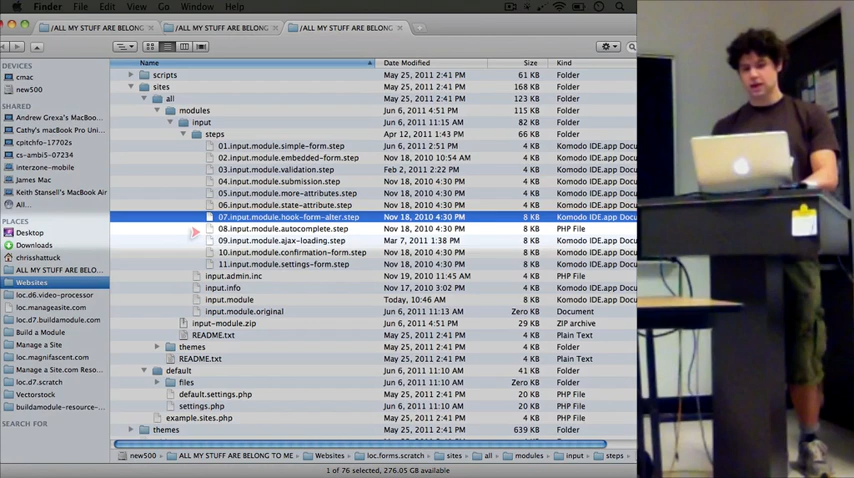 Finder File Edit View Go Window Help
/ALL MY STUFF ARE BELONG /ALL MY STUFF ARE BELONG /ALL MY STUFF ARE BELONG
Name Date Modified Size Kind
DEVICES
cmac
new500
SHARED
Andrew Grexa's MacBook...
Cathy's macBook Pro Uni...
cpitchfo-17702s
cs-ambi5-07234
interzone-mobile
James Mac
Keith Stansell's MacBook Air
All...
PLACES
Desktop
Downloads
chrisshattuck
ALL MY STUFF ARE BELO...
Websites
loc.d6.video-processor
loc.manageasite.com
loc.d7.buildamodule.com
Build a Module
Manage a Site
loc.magnifascent.com
Manage a Site.com Reso...
loc.d7.scratch
Vectorstock
buildamodule-resource-...
SEARCH FOR
scripts May 25, 2011 2:41 PM 61 KB Folder
sites May 25, 2011 2:41 PM 168 KB Folder
all May 25, 2011 2:41 PM 123 KB Folder
modules Jun 6, 2011 4:51 PM 115 KB Folder
input Jun 6, 2011 11:15 AM 82 KB Folder
steps Apr 12, 2011 1:43 PM 66 KB Folder
01.input.module.simple-form.step Jun 6, 2011 2:51 PM 4 KB Komodo IDE.app Docu
02.input.module.embedded-form.step Nov 18, 2010 10:54 AM 4 KB Komodo IDE.app Docu
03.input.module.validation.step Feb 2, 2011 2:22 PM 4 KB Komodo IDE.app Docu
04.input.module.submission.step Nov 18, 2010 4:30 PM 4 KB Komodo IDE.app Docu
05.input.module.more-attributes.step Nov 18, 2010 4:30 PM 4 KB Komodo IDE.app Docu
06.input.module.state-attribute.step Nov 18, 2010 4:30 PM 4 KB Komodo IDE.app Docu
07.input.module.hook-form-alter.step Nov 18, 2010 4:30 PM 8 KB Komodo IDE.app Docu
08.input.module.autocomplete.step Nov 18, 2010 4:30 PM 8 KB PHP File
09.input.module.ajax-loading.step Mar 7, 2011 1:38 PM 8 KB Komodo IDE.app Docu
10.input.module.confirmation-form.step Nov 18, 2010 4:30 PM 8 KB Komodo IDE.app Docu
11.input.module.settings-form.step Nov 18, 2010 4:30 PM 8 KB Komodo IDE.app Docu
input.admin.inc Nov 19, 2010 11:45 AM 4 KB PHP File
input.info Nov 17, 2010 3:02 PM 4 KB PHP File
input.module Today, 10:46 AM 8 KB PHP File
input.module.original Jun 6, 2011 11:13 AM Zero KB Document
input-module.zip Jun 6, 2011 4:51 PM 29 KB ZIP archive
README.txt May 25, 2011 2:41 PM 4 KB Plain Text
themes May 25, 2011 2:41 PM 4 KB Folder
README.txt May 25, 2011 2:41 PM 4 KB Plain Text
default Jun 6, 2011 11:10 AM 41 KB Folder
files Jun 6, 2011 11:10 AM Zero KB Folder
default.settings.php May 25, 2011 2:41 PM 20 KB PHP File
settings.php Jun 6, 2011 11:10 AM 20 KB PHP File
example.sites.php May 25, 2011 2:41 PM 4 KB PHP File
themes May 25, 2011 2:41 PM 639 KB Folder
new500 ALL MY STUFF ARE BELONG TO ME Websites loc.forms.scratch sites all modules input steps
1 of 76 selected, 276.05 GB available